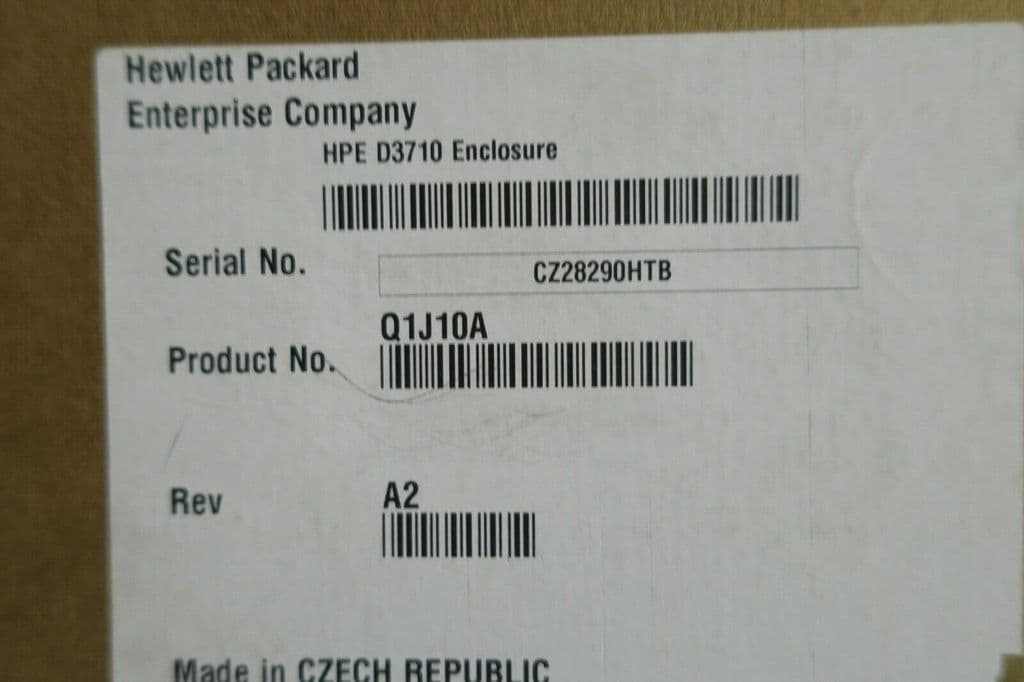 Hewlett Packard
Enterprise Company
HPE D3710 Enclosure
Serial No.
CZ28290HTB
Q1J10A
Product No.
Rev
A2
Made in CZECH REPUBLIC